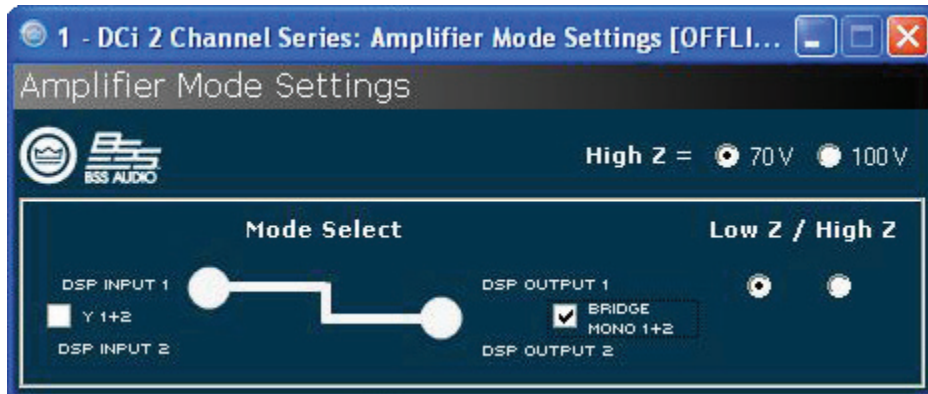 1 - DCi 2 Channel Series: Amplifier Mode Settings [OFFLI...
Amplifier Mode Settings
BSS AUDIO
High Z = 70V 100V
Mode Select
Low Z / High Z
DSP INPUT 1
Y 1+2
DSP INPUT 2
DSP OUTPUT 1
BRIDGE
MONO 1+2
DSP OUTPUT 2